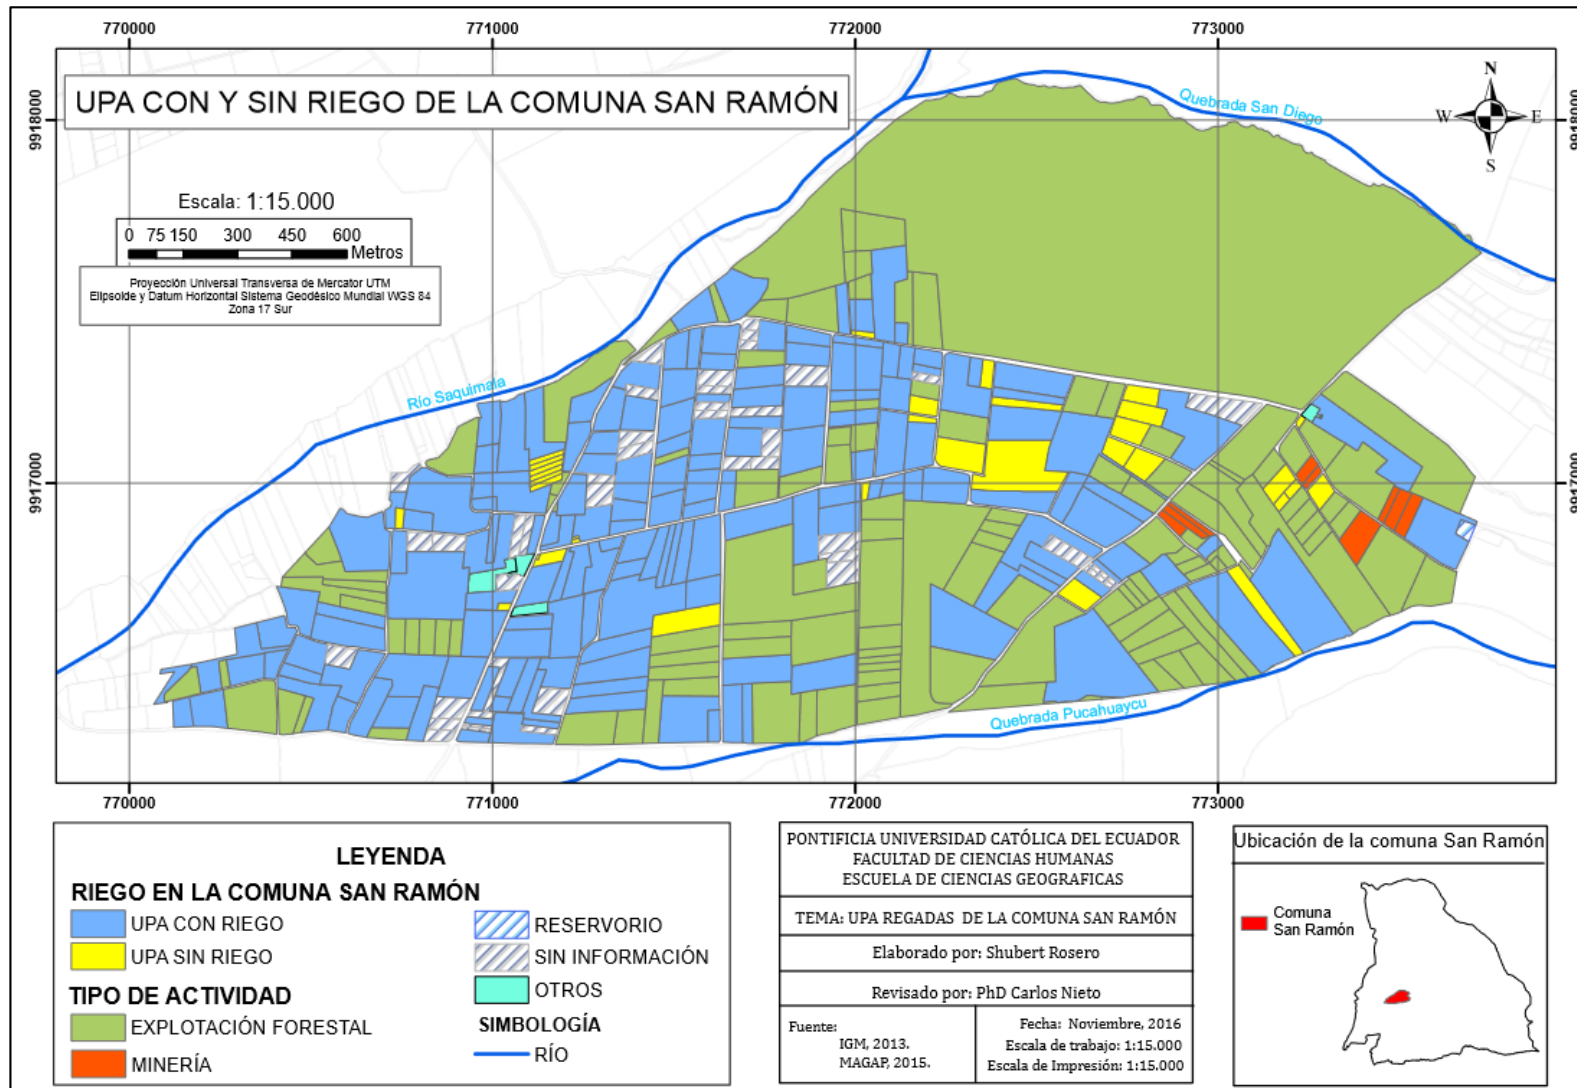 770000 771000 772000 773000
UPA CON Y SIN RIEGO DE LA COMUNA SAN RAMÓN
Quebrada San Diego
N
W E
S
9918000 9918000
Escala: 1:15.000
0 75 150 300 450 600
Metros
Proyección Universal Transversa de Mercator UTM
Elipsoide y Datum Horizontal Sistema Geodésico Mundial WGS 84
Zona 17 Sur
Río Saquimala
9917000 9917000
Quebrada Pucahuaycu
770000 771000 772000 773000
LEYENDA
RIEGO EN LA COMUNA SAN RAMÓN
UPA CON RIEGO
UPA SIN RIEGO
TIPO DE ACTIVIDAD
EXPLOTACIÓN FORESTAL
MINERÍA
RESERVORIO
SIN INFORMACIÓN
OTROS
SIMBOLOGÍA
RÍO
PONTIFICIA UNIVERSIDAD CATÓLICA DEL ECUADOR
FACULTAD DE CIENCIAS HUMANAS
ESCUELA DE CIENCIAS GEOGRAFICAS
TEMA: UPA REGADAS DE LA COMUNA SAN RAMÓN
Elaborado por: Shubert Rosero
Revisado por: PhD Carlos Nieto
Fuente:
IGM, 2013.
MAGAP, 2015.
Fecha: Noviembre, 2016
Escala de trabajo: 1:15.000
Escala de Impresión: 1:15.000
Ubicación de la comuna San Ramón
Comuna
San Ramón